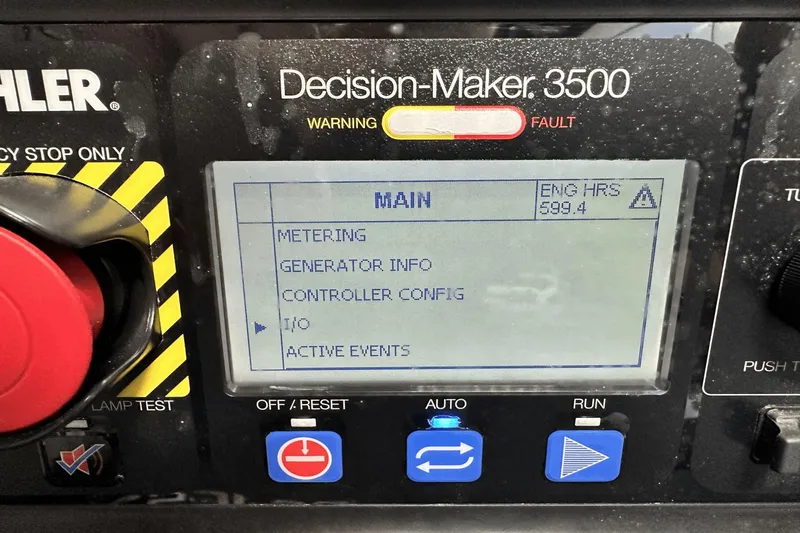 HLER®
Decision-Maker® 3500
WARNING
FAULT
CY STOP ONLY
MAIN
ENG HRS
599.4
METERING
GENERATOR INFO
CONTROLLER CONFIG
I/O
ACTIVE EVENTS
TU
PUSH T
LAMP TEST
OFF / RESET
AUTO
RUN